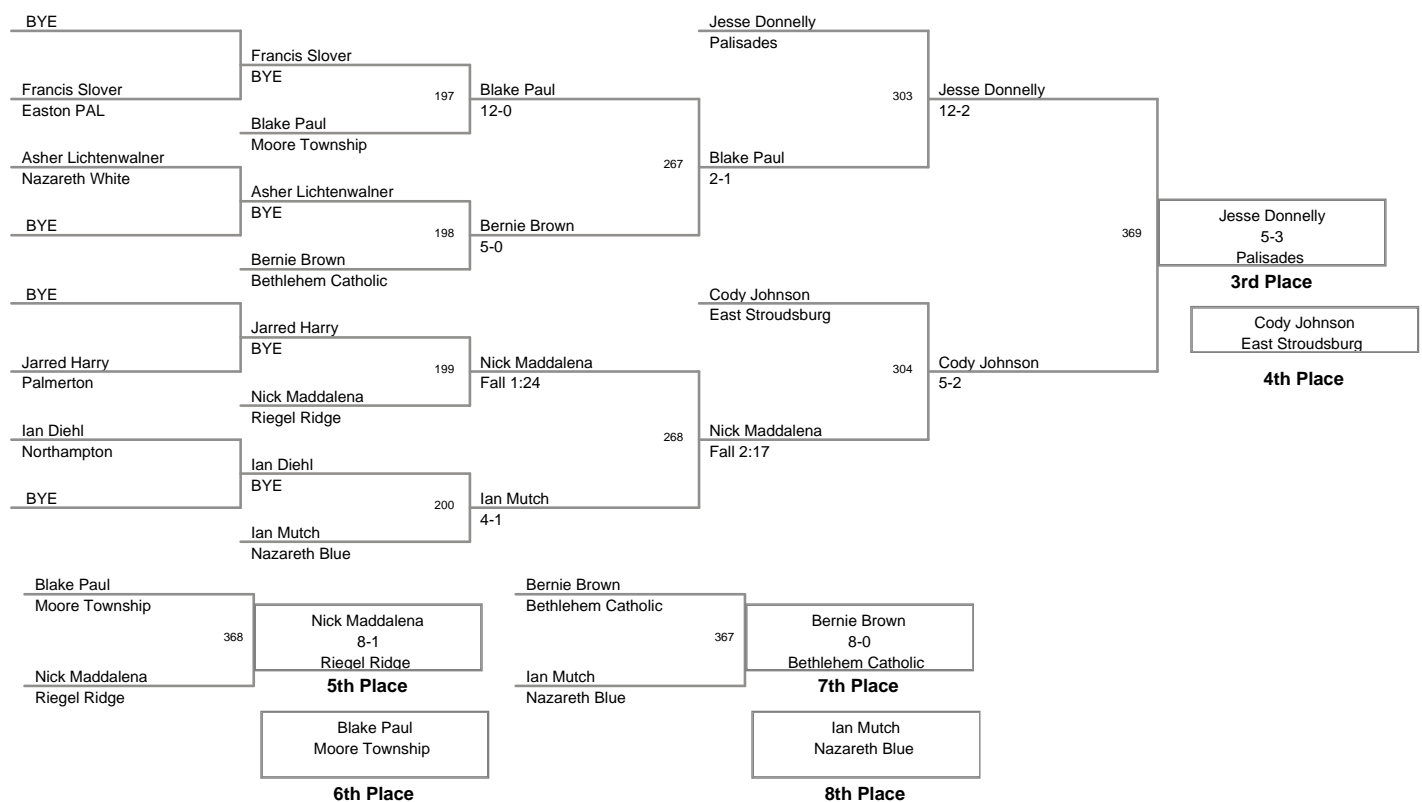 BYE
Francis Slover
Easton PAL
Asher Lichtenwalner
Nazareth White
BYE
BYE
Jarred Harry
Palmerton
Ian Diehl
Northampton
BYE
Francis Slover
BYE
197
Blake Paul
Moore Township
Asher Lichtenwalner
BYE
198
Bernie Brown
Bethlehem Catholic
Jarred Harry
BYE
199
Nick Maddalena
Riegel Ridge
Ian Diehl
BYE
200
Ian Mutch
Nazareth Blue
Blake Paul
12-0
267
Bernie Brown
5-0
Nick Maddalena
Fall 1:24
268
Ian Mutch
4-1
Jesse Donnelly
Palisades
303
Blake Paul
2-1
Cody Johnson
East Stroudsburg
304
Nick Maddalena
Fall 2:17
Jesse Donnelly
12-2
369
Cody Johnson
5-2
Jesse Donnelly
5-3
Palisades
3rd Place
Cody Johnson
East Stroudsburg
4th Place
Blake Paul
Moore Township
368
Nick Maddalena
Riegel Ridge
Nick Maddalena
8-1
Riegel Ridge
5th Place
Blake Paul
Moore Township
6th Place
Bernie Brown
Bethlehem Catholic
367
Ian Mutch
Nazareth Blue
Bernie Brown
8-0
Bethlehem Catholic
7th Place
Ian Mutch
Nazareth Blue
8th Place